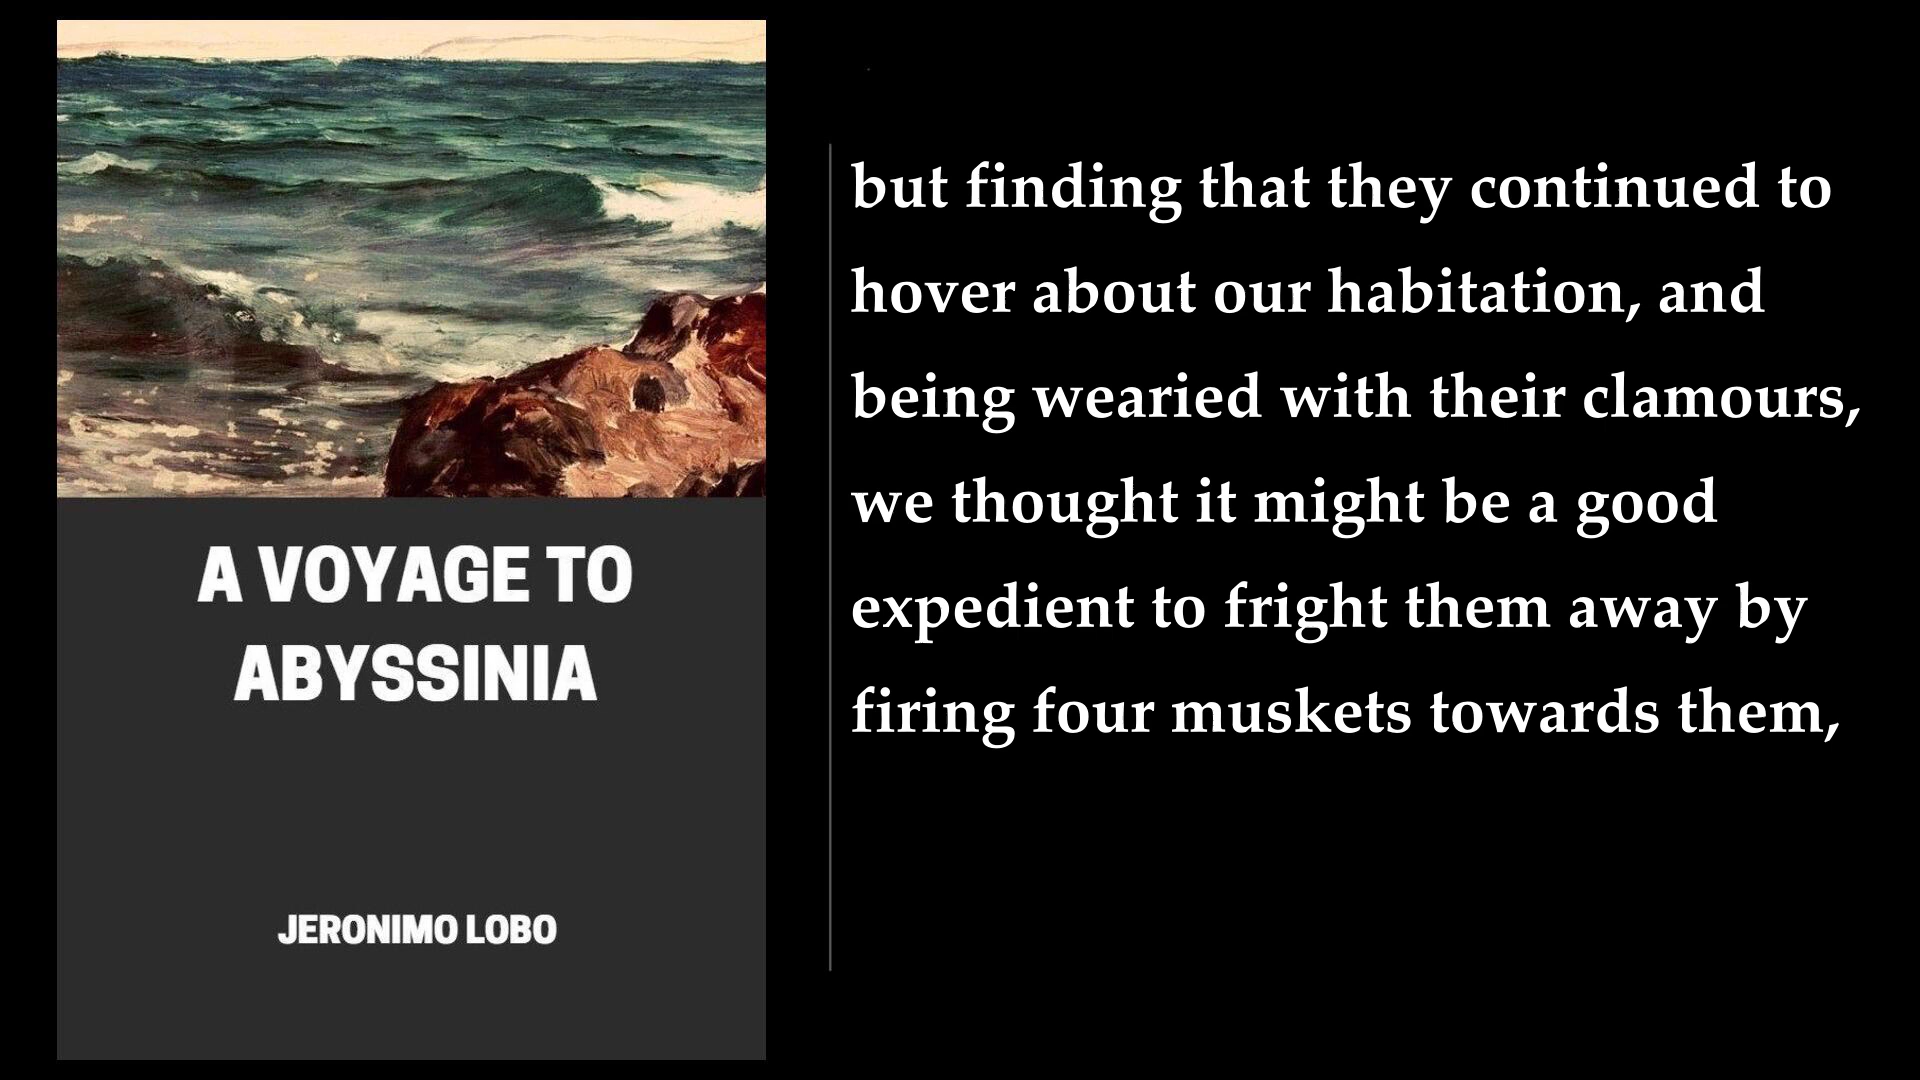 A VOYAGE TO
ABYSSINIA
JERONIMO LOBO
but finding that they continued to
hover about our habitation, and
being wearied with their clamours,
we thought it might be a good
expedient to fright them away by
firing four muskets towards them,